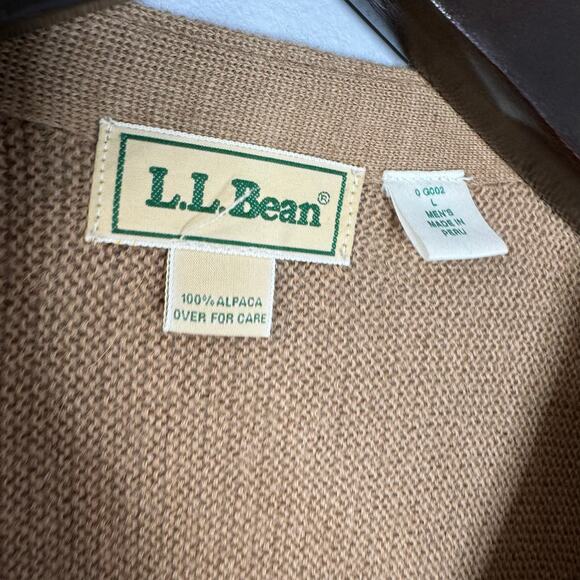 L.L.Bean®
100% ALPACA
OVER FOR CARE
0 G002
L
MEN'S
MADE IN
PERU